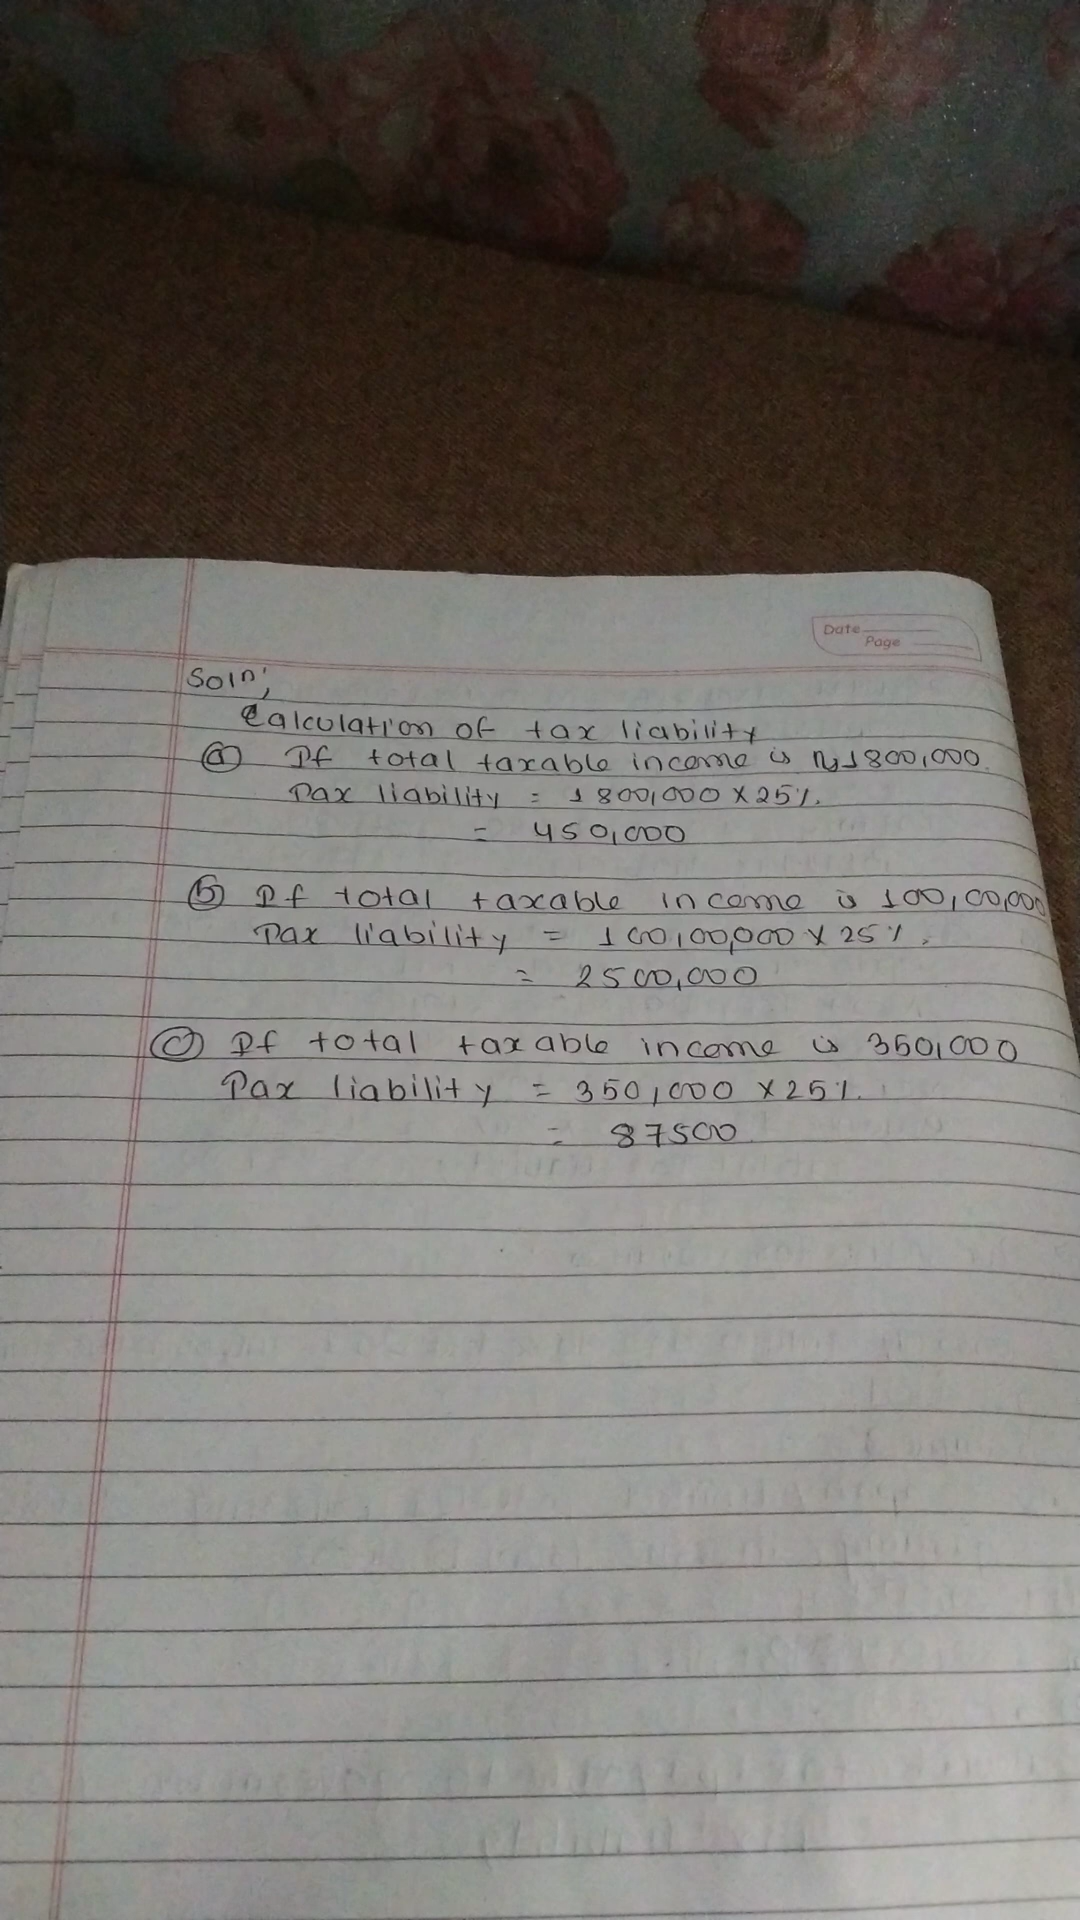 Date
Page
Soln;
Calculation of tax liability
(a) If total taxable income is Rs 1800,000.
Tax liability = 1800,000 x 25%.
= 450,000
(b) If total taxable income is 100,00,000
Tax liability = 100,00,000 x 25%.
= 2500,000
(c) If total taxable income is 350,000
Tax liability = 350,000 x 25%.
= 87500